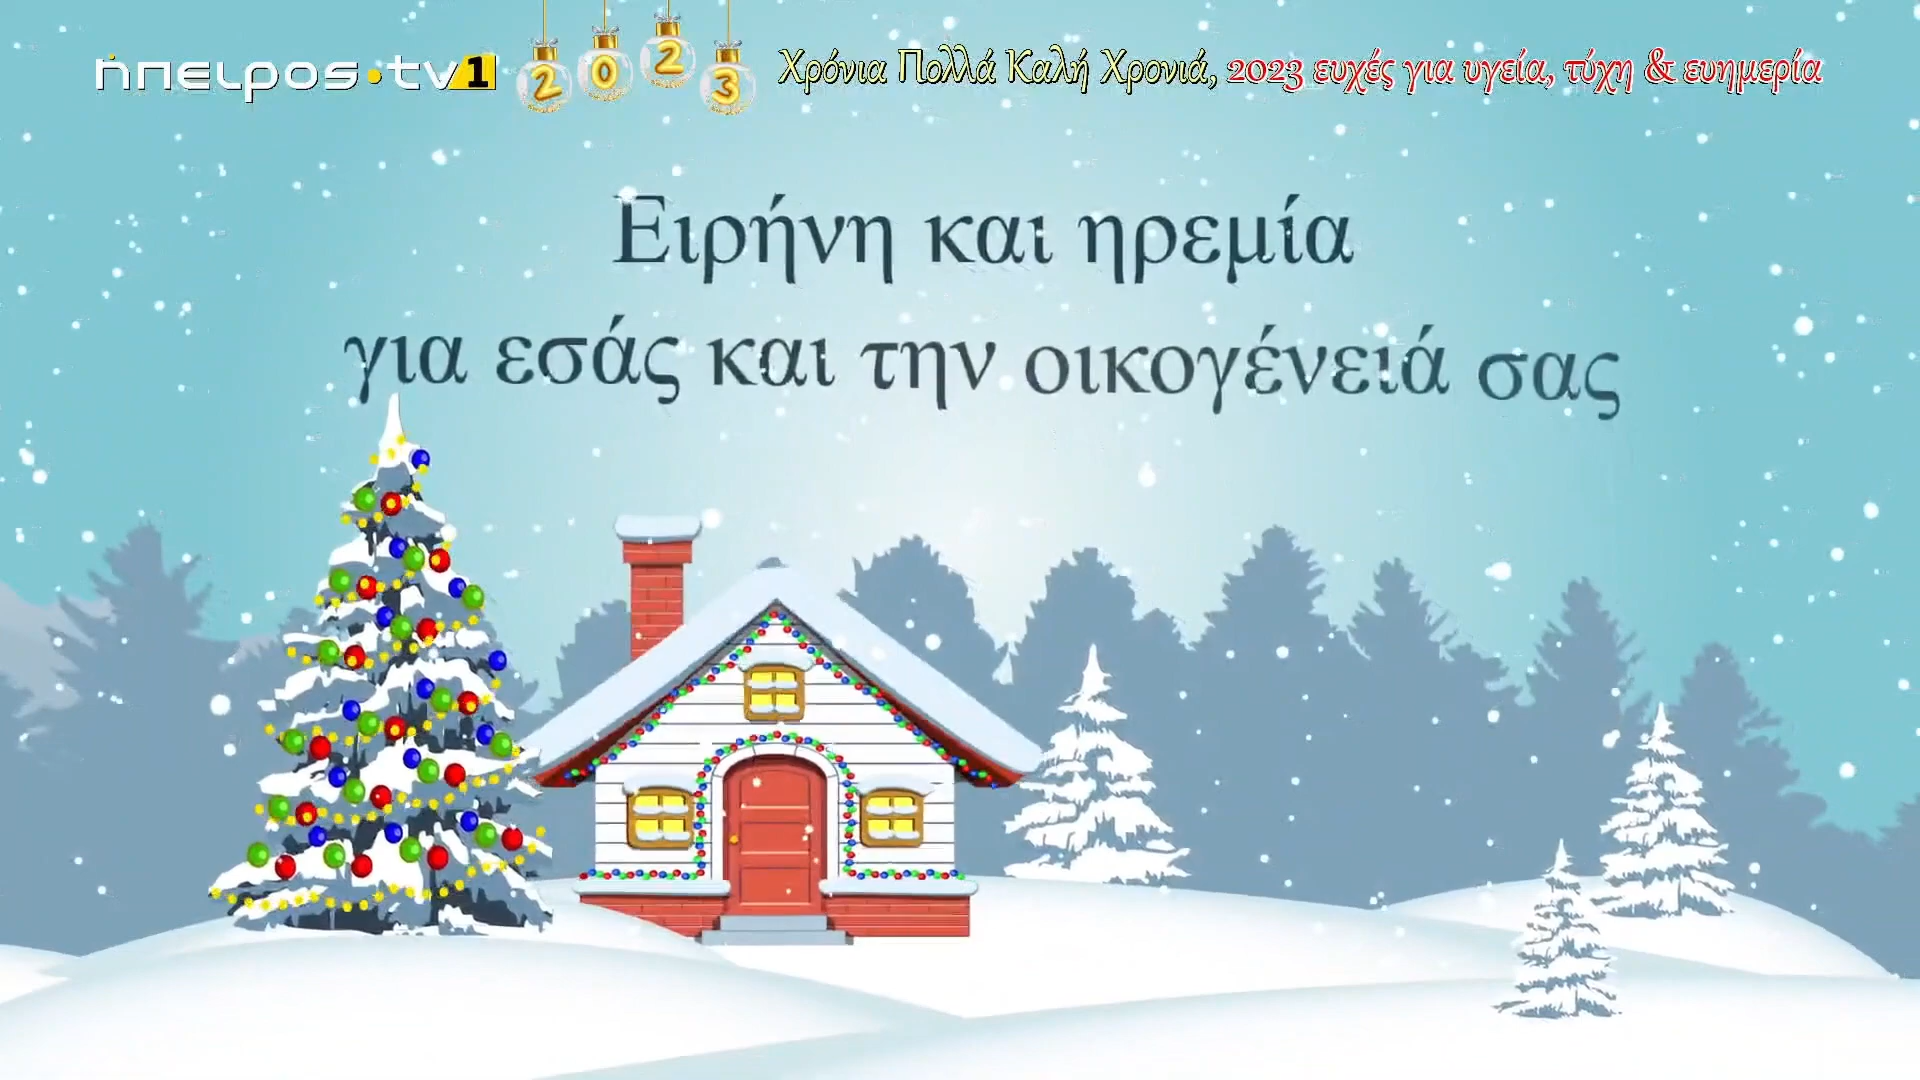 ήπειρος.tv1 2023 Χρόνια Πολλά Καλή Χρονιά, 2023 ευχές για υγεία, τύχη & ευημερία
Ειρήνη και ηρεμία
για εσάς και την οικογένειά σας